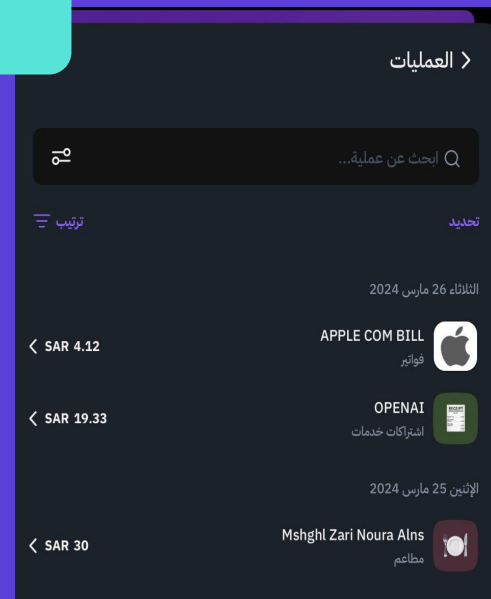 العمليات
ابحث عن عملية...
تحديد
ترتيب
الثلاثاء 26 مارس 2024
APPLE COM BILL
SAR 4.12
فواتير
OPENAI
SAR 19.33
اشتراكات خدمات
الإثنين 25 مارس 2024
Mshghl Zari Noura Alns
SAR 30
مطاعم
RECEIPT